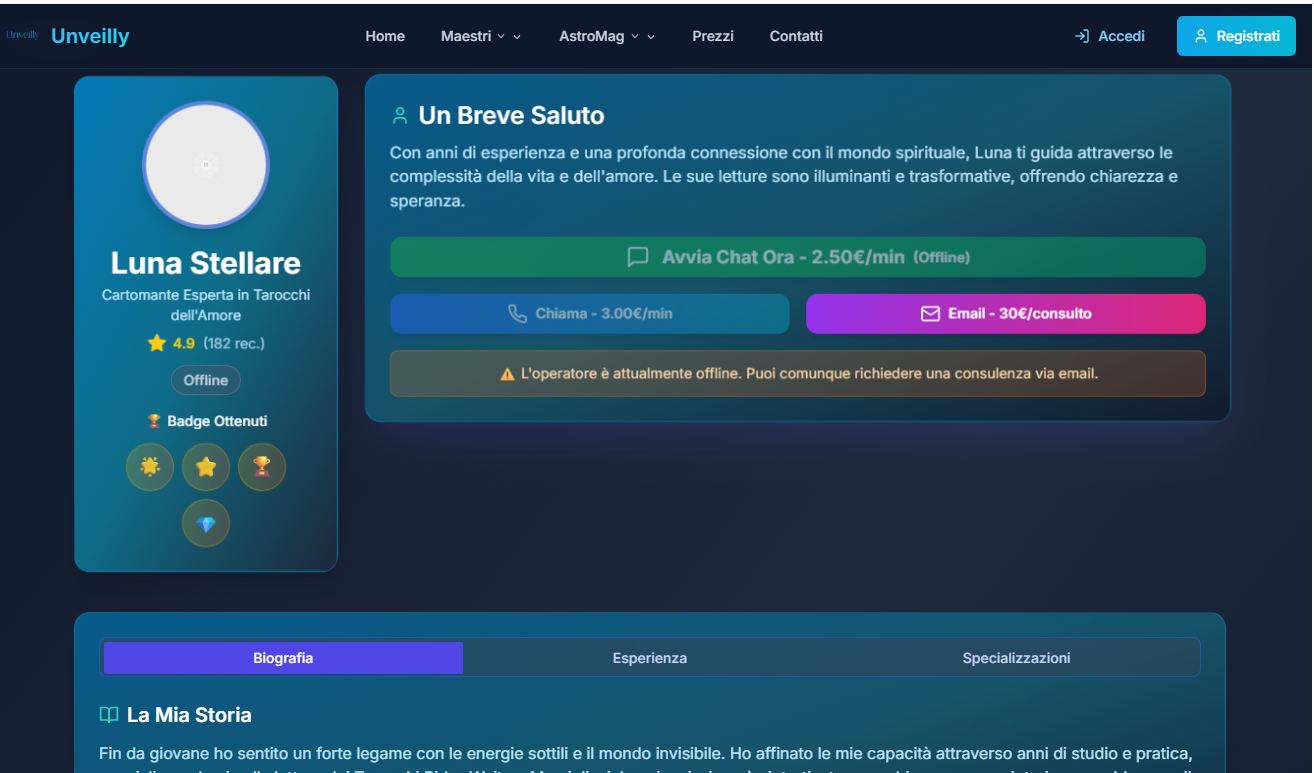 Unveilly
Unveilly
Home
Maestri
AstroMag
Prezzi
Contatti
Accedi
Registrati
Luna Stellare
Cartomante Esperta in Tarocchi
dell'Amore
4.9 (182 rec.)
Offline
🏆 Badge Ottenuti
Un Breve Saluto
Con anni di esperienza e una profonda connessione con il mondo spirituale, Luna ti guida attraverso le
complessità della vita e dell'amore. Le sue letture sono illuminanti e trasformative, offrendo chiarezza e
speranza.
Avvia Chat Ora - 2.50€/min (Offline)
Chiama - 3.00€/min
Email - 30€/consulto
⚠️ L'operatore è attualmente offline. Puoi comunque richiedere una consulenza via email.
Biografia
Esperienza
Specializzazioni
La Mia Storia
Fin da giovane ho sentito un forte legame con le energie sottili e il mondo invisibile. Ho affinato le mie capacità attraverso anni di studio e pratica,